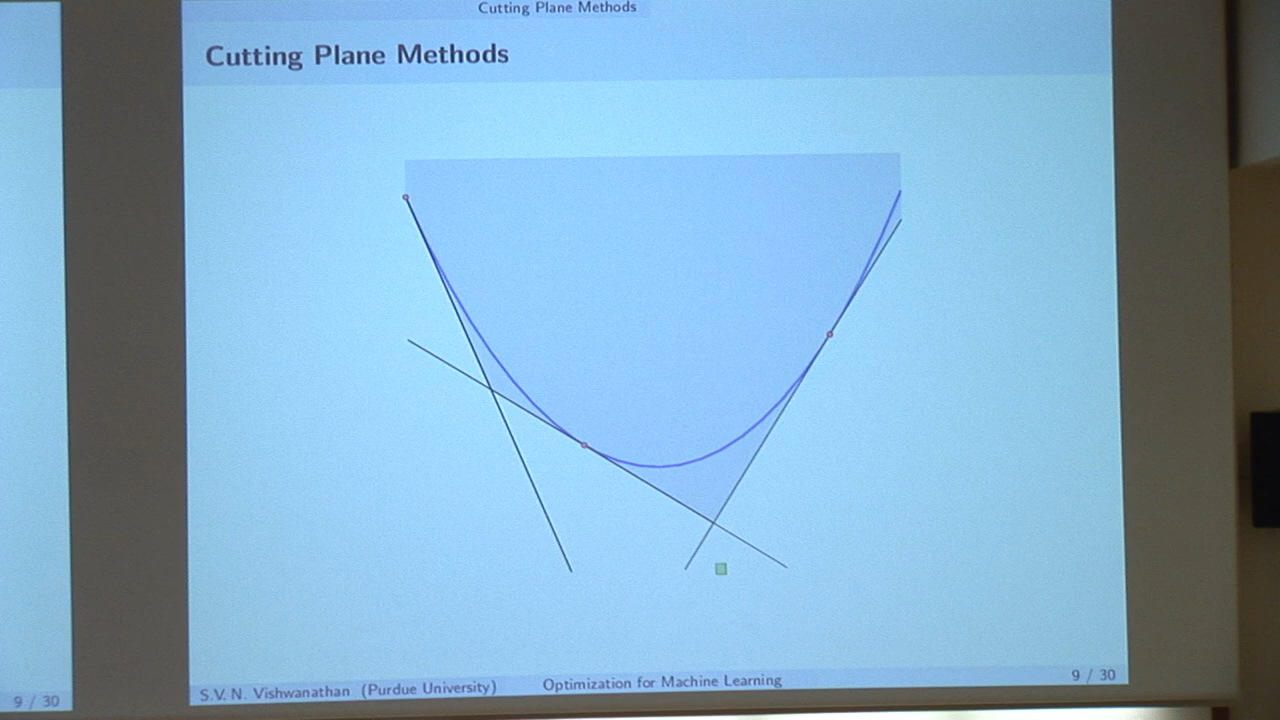 Cutting Plane Methods
Cutting Plane Methods
S.V. N. Vishwanathan (Purdue University)
Optimization for Machine Learning
9 / 30
9 / 30